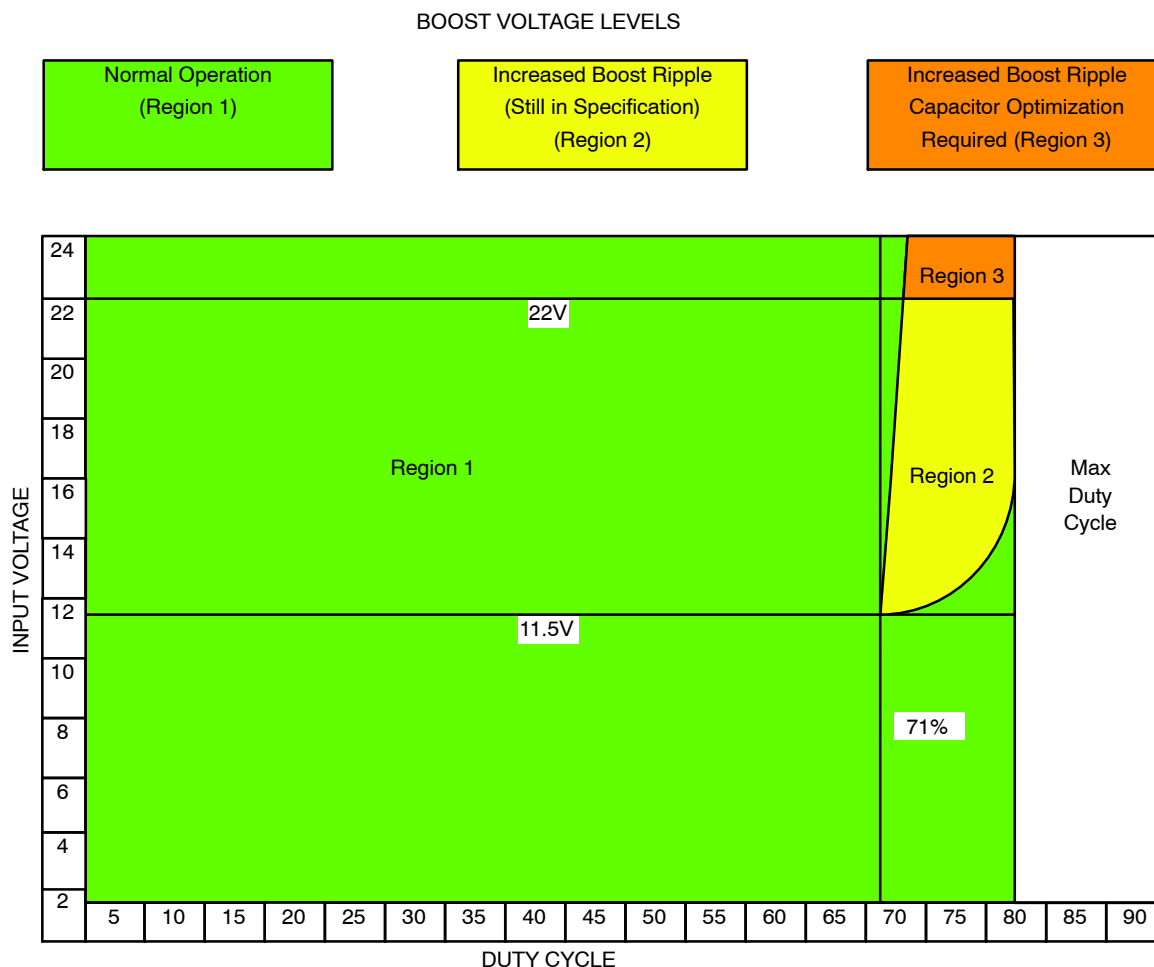 BOOST VOLTAGE LEVELS
Normal Operation
(Region 1)
Increased Boost Ripple
(Still in Specification)
(Region 2)
Increased Boost Ripple
Capacitor Optimization
Required (Region 3)
INPUT VOLTAGE
24
22
20
18
16
14
12
10
8
6
4
2
Region 3
22V
Region 1
Region 2
Max
Duty
Cycle
11.5V
71%
5 10 15 20 25 30 35 40 45 50 55 60 65 70 75 80 85 90
DUTY CYCLE